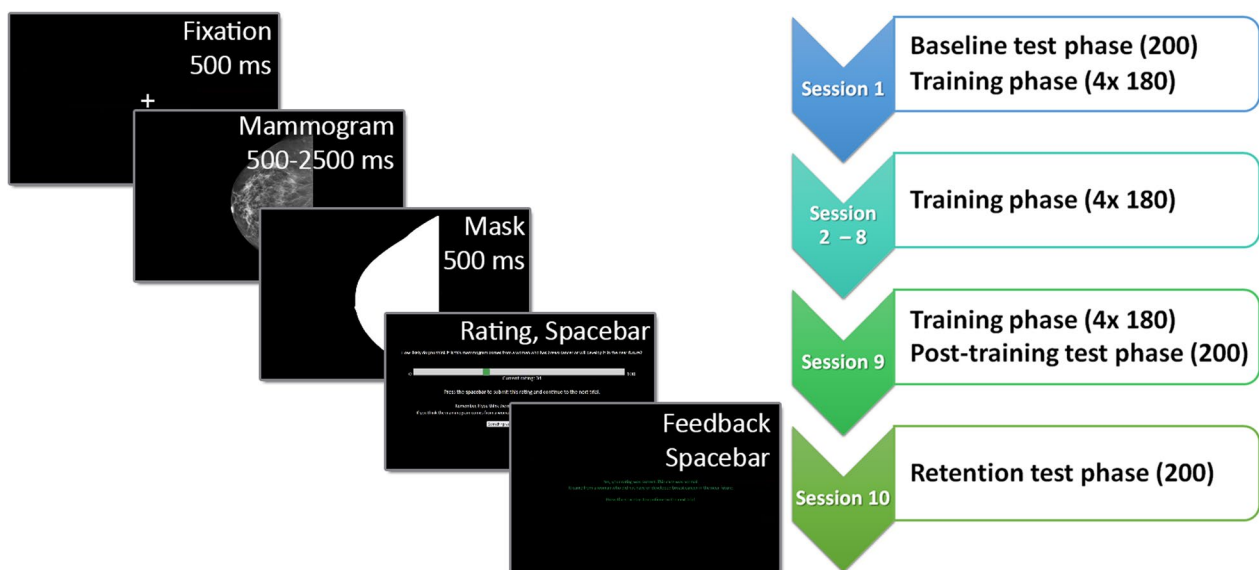 Fixation
500 ms
+
Mammogram
500-2500 ms
Mask
500 ms
Rating, Spacebar
0
100
Press the spacebar to submit this rating and continue to the next trial.
Feedback
Spacebar
Session 1
Baseline test phase (200)
Training phase (4x 180)
Session
2 – 8
Training phase (4x 180)
Session 9
Training phase (4x 180)
Post-training test phase (200)
Session 10
Retention test phase (200)